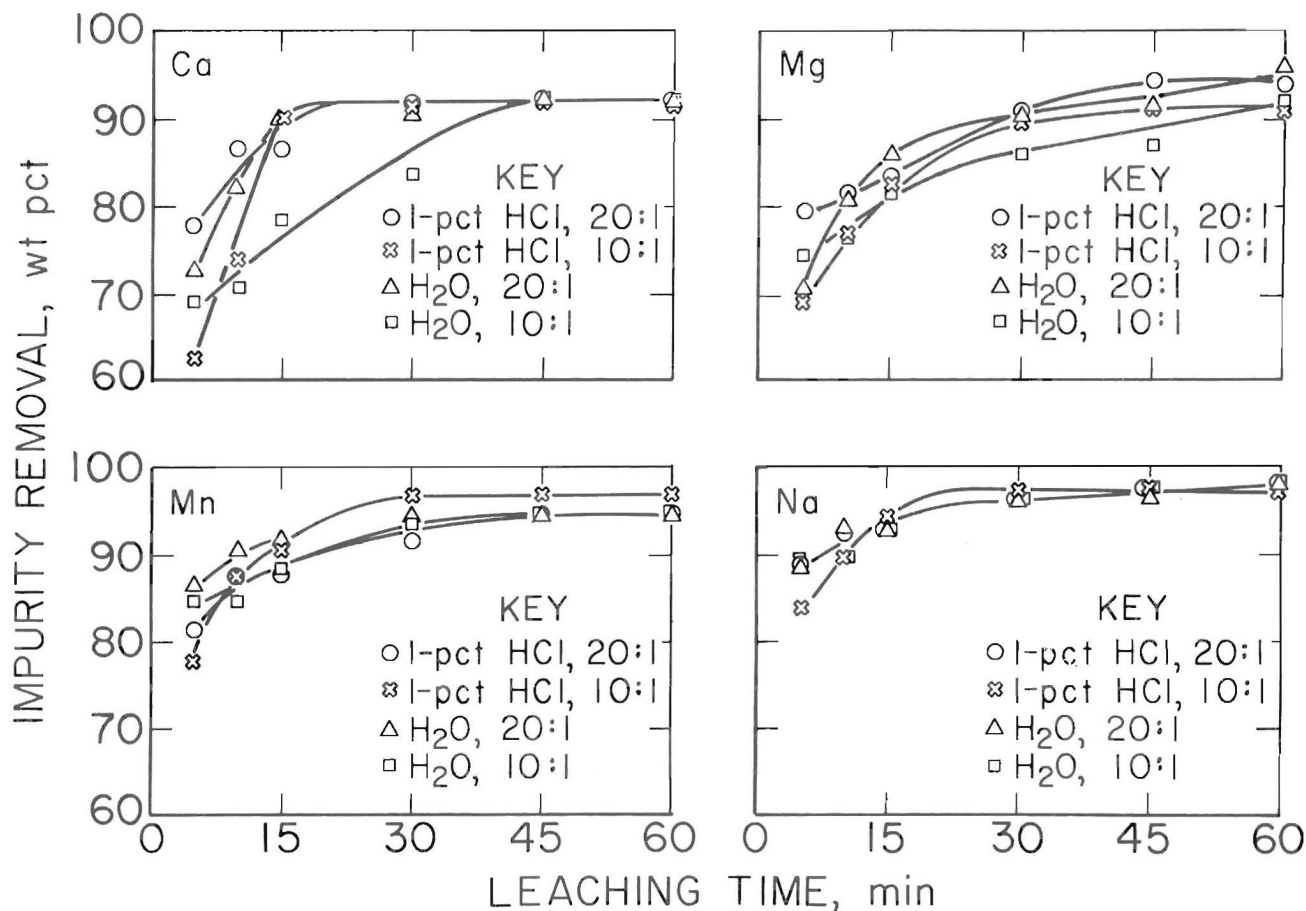 IMPURITY REMOVAL, wt pct
100
90
80
70
60
Ca
KEY
1-pct HCl, 20:1
1-pct HCl, 10:1
H₂O, 20:1
H₂O, 10:1
Mg
KEY
1-pct HCl, 20:1
1-pct HCl, 10:1
H₂O, 20:1
H₂O, 10:1
100
90
80
70
60
Mn
KEY
1-pct HCl, 20:1
1-pct HCl, 10:1
H₂O, 20:1
H₂O, 10:1
0 15 30 45 60
Na
KEY
1-pct HCl, 20:1
1-pct HCl, 10:1
H₂O, 20:1
H₂O, 10:1
0 15 30 45 60
LEACHING TIME, min